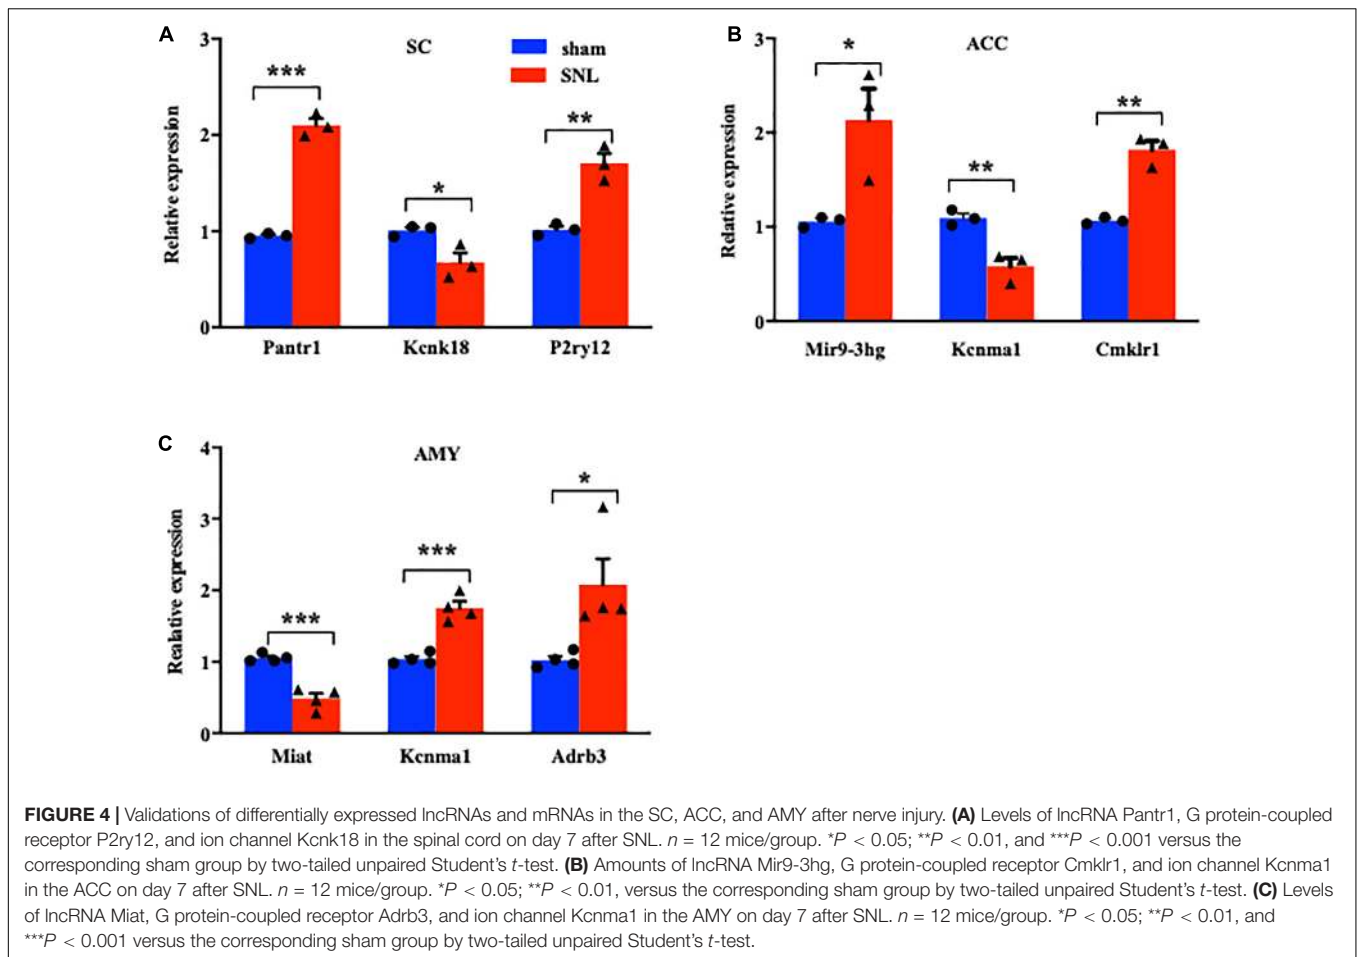 A
SC
sham
SNL
Relative expression
3
2
1
0
***
*
**
Pantr1
Kcnk18
P2ry12
B
ACC
Relative expression
3
2
1
0
*
**
**
Mir9-3hg
Kcnma1
Cmklr1
C
AMY
Realative expression
4
3
2
1
0
***
***
*
Miat
Kcnma1
Adrb3
FIGURE 4 | Validations of differentially expressed lncRNAs and mRNAs in the SC, ACC, and AMY after nerve injury. (A) Levels of lncRNA Pantr1, G protein-coupled
receptor P2ry12, and ion channel Kcnk18 in the spinal cord on day 7 after SNL. n = 12 mice/group. *P < 0.05; **P < 0.01, and ***P < 0.001 versus the
corresponding sham group by two-tailed unpaired Student's t-test. (B) Amounts of lncRNA Mir9-3hg, G protein-coupled receptor Cmklr1, and ion channel Kcnma1
in the ACC on day 7 after SNL. n = 12 mice/group. *P < 0.05; **P < 0.01, versus the corresponding sham group by two-tailed unpaired Student's t-test. (C) Levels
of lncRNA Miat, G protein-coupled receptor Adrb3, and ion channel Kcnma1 in the AMY on day 7 after SNL. n = 12 mice/group. *P < 0.05; **P < 0.01, and
***P < 0.001 versus the corresponding sham group by two-tailed unpaired Student's t-test.